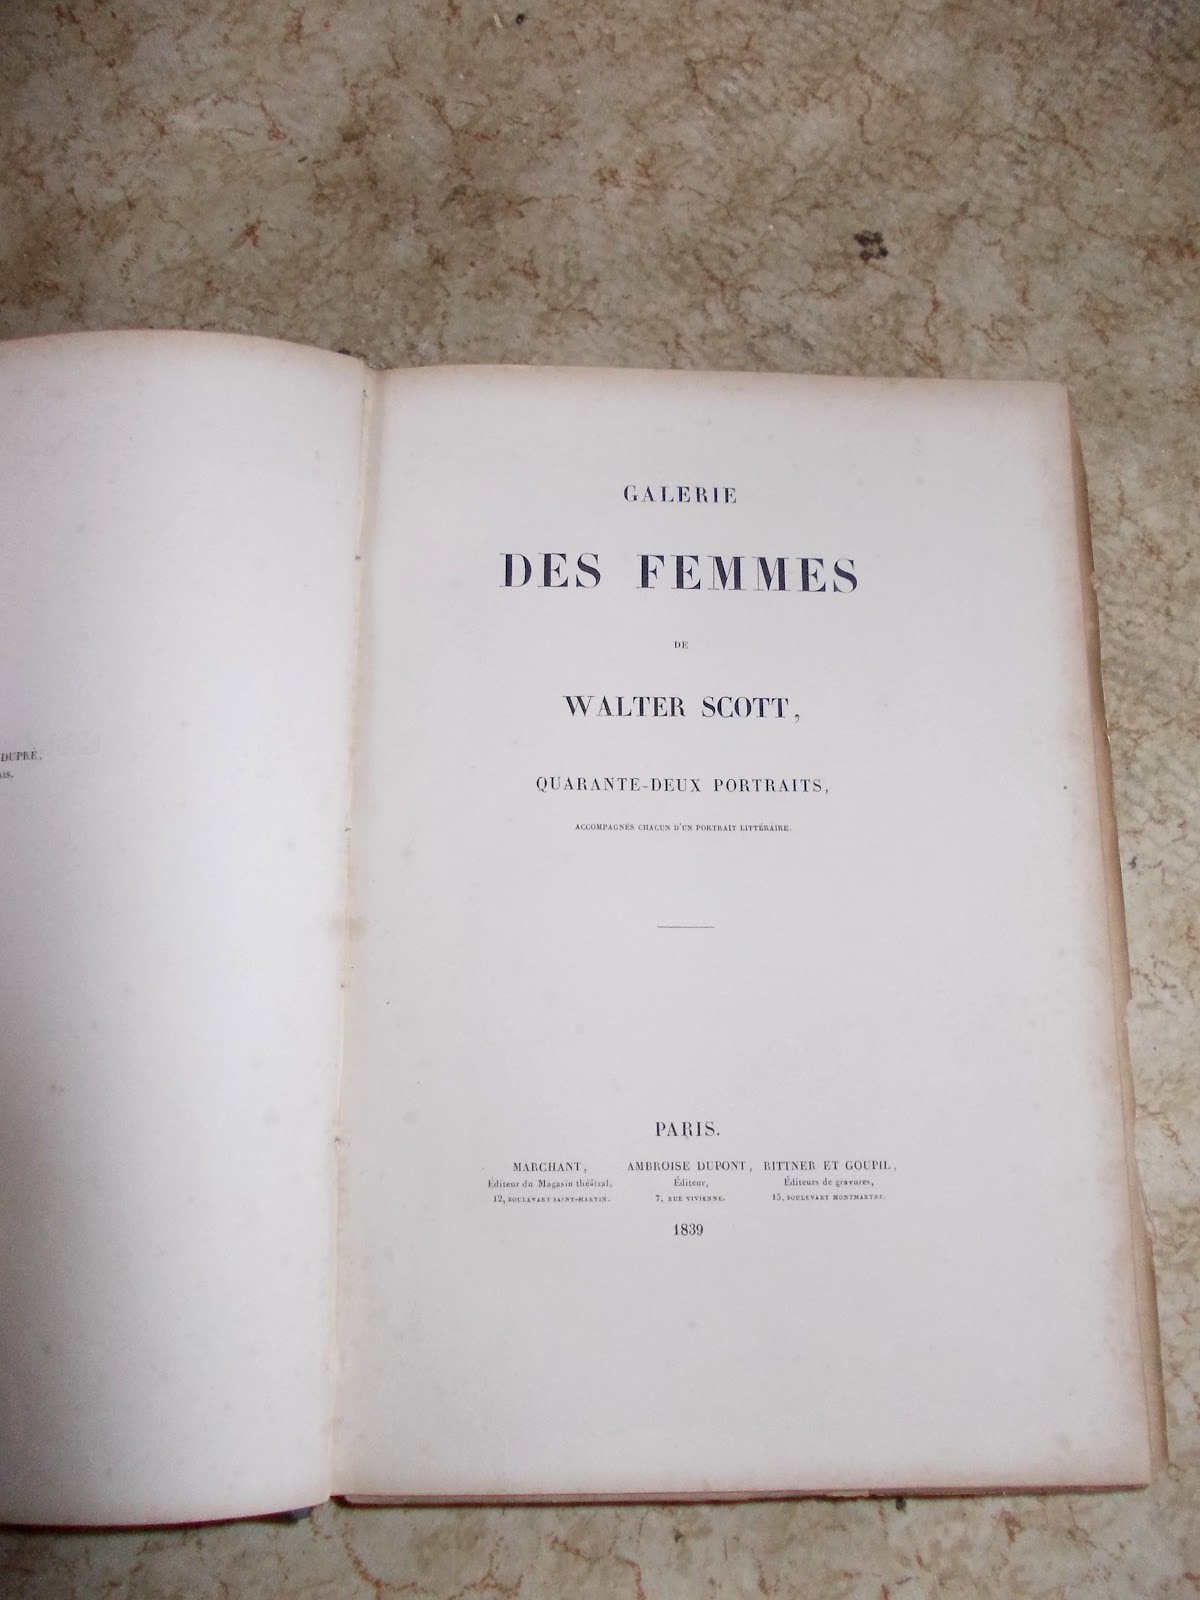 DUPRÉ,
GALERIE
DES FEMMES
DE
WALTER SCOTT,
QUARANTE-DEUX PORTRAITS,
ACCOMPAGNÉS CHACUN D'UN PORTRAIT LITTÉRAIRE.
PARIS.
MARCHANT, AMBROISE DUPONT, RITTNER ET GOUPIL,
Éditeur du Magasin théâtral, Éditeur, Éditeurs de gravures,
12, BOULEVART SAINT-MARTIN. 7, RUE VIVIENNE. 15, BOULEVART MONTMARTRE.
1839